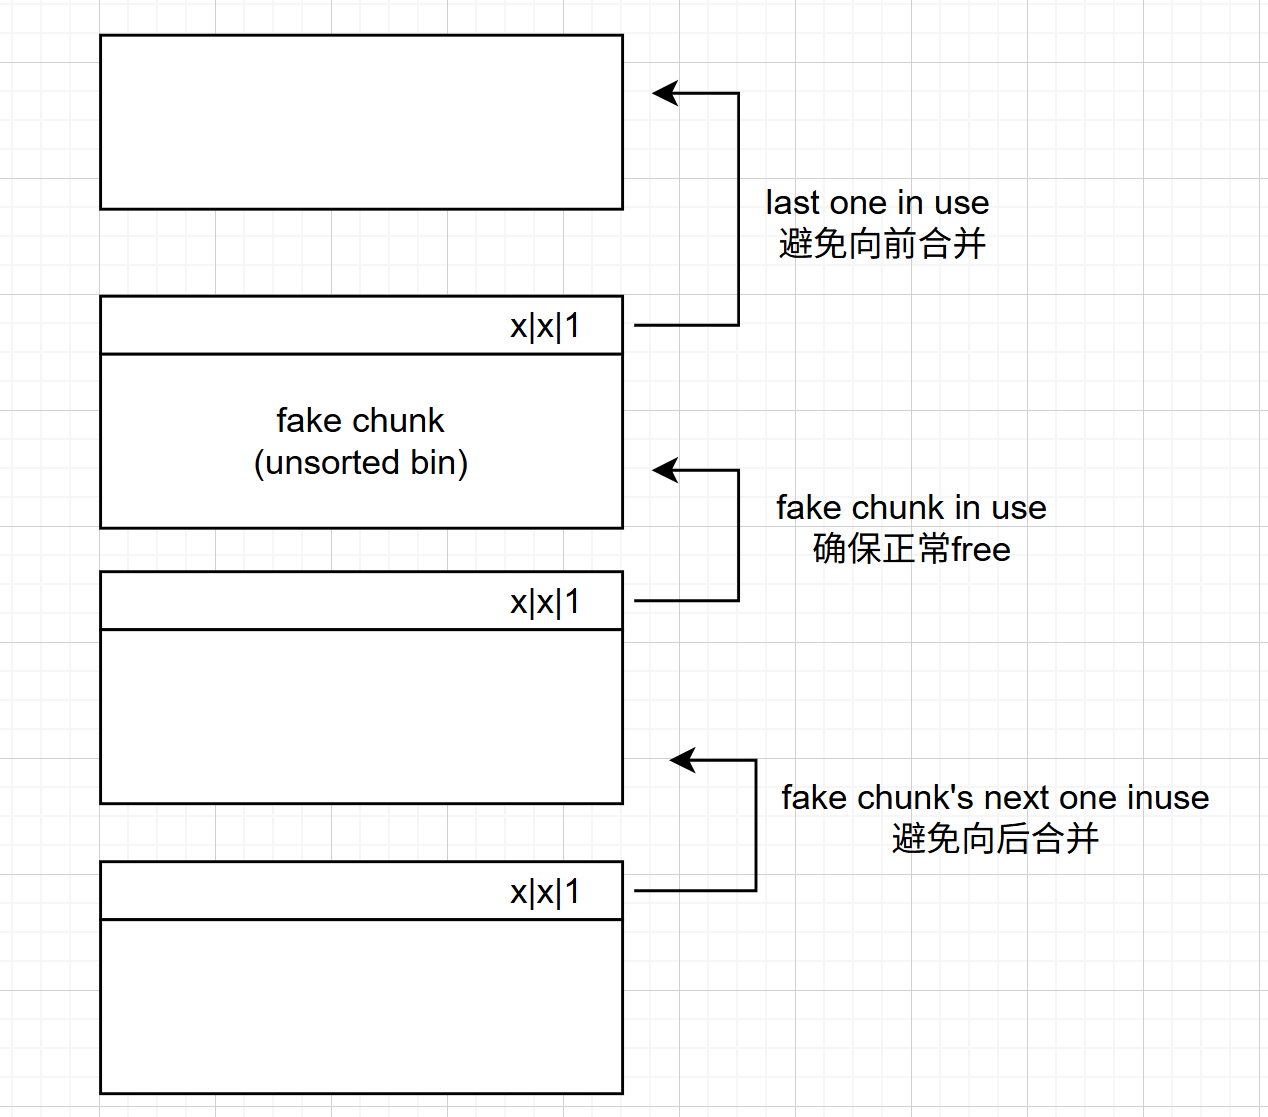 last one in use
避免向前合并
x|x|1
fake chunk
(unsorted bin)
fake chunk in use
确保正常free
x|x|1
fake chunk's next one inuse
避免向后合并
x|x|1